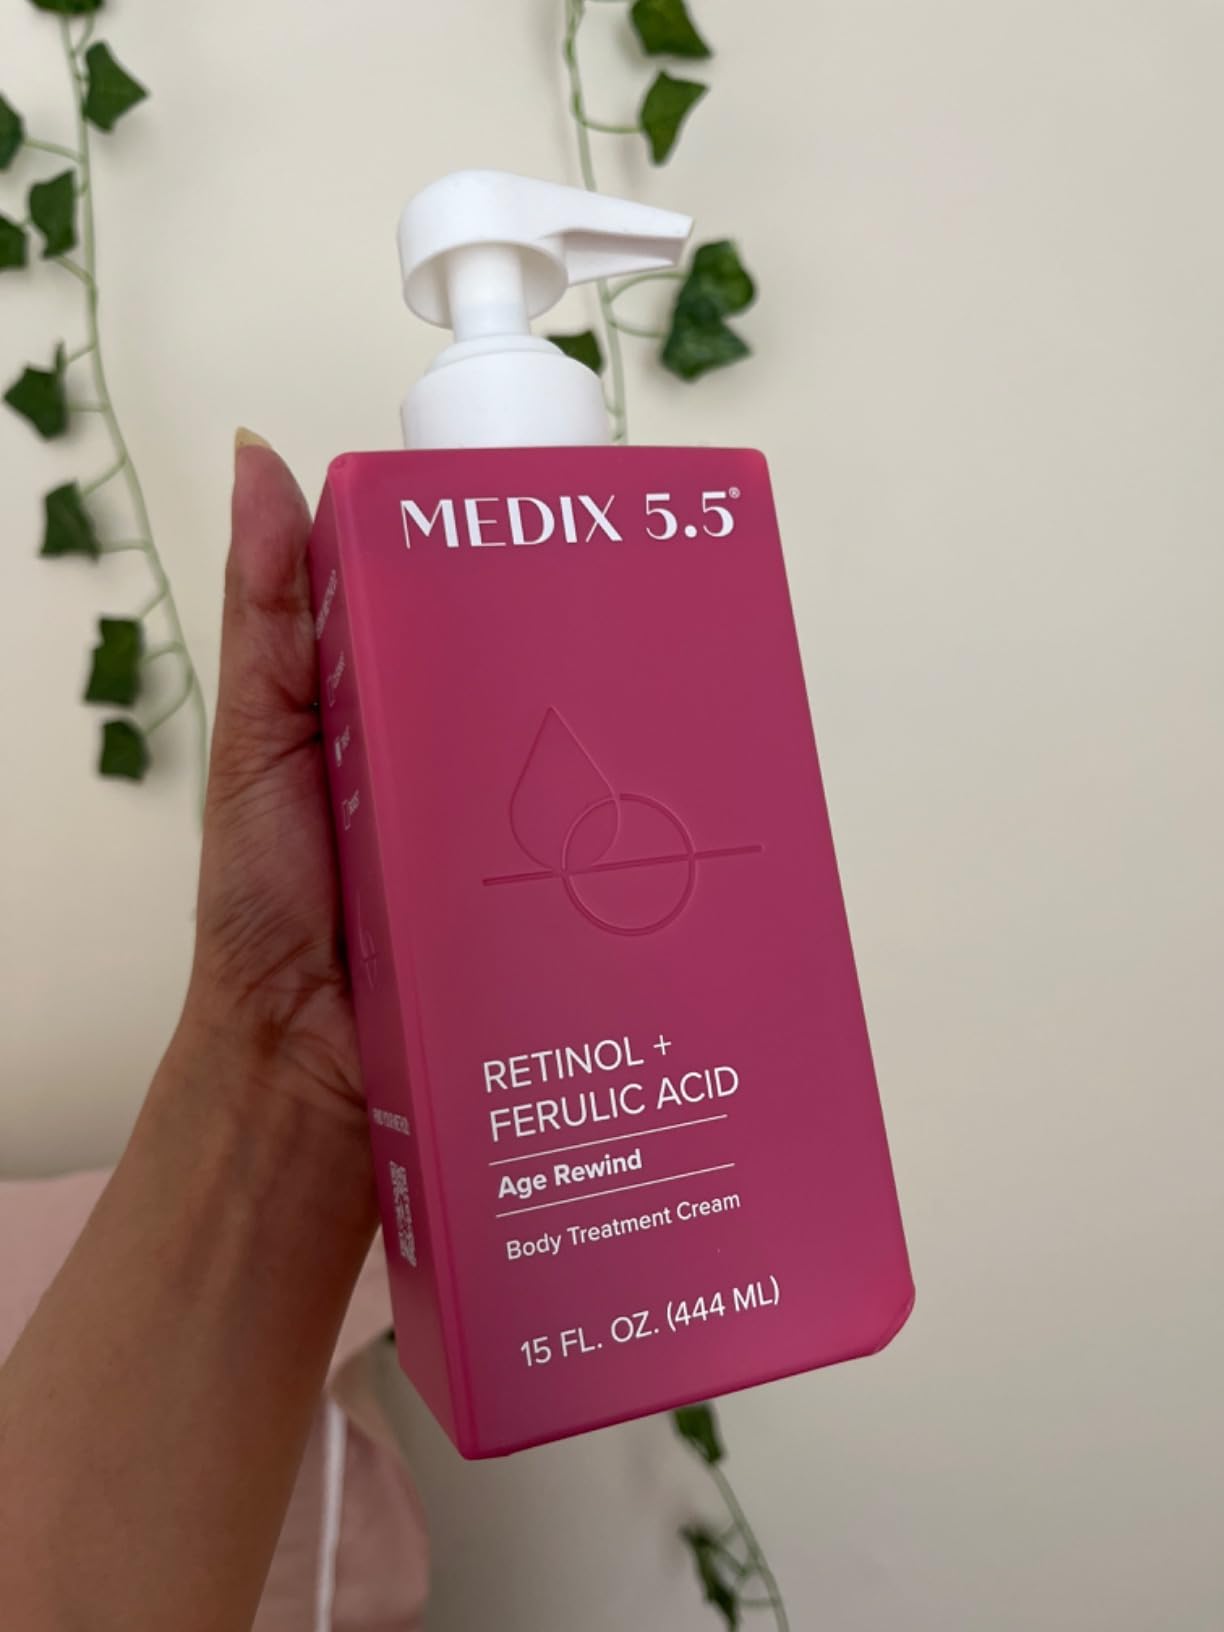 MEDIX 5.5®
RETINOL +
FERULIC ACID
Age Rewind
Body Treatment Cream
15 FL. OZ. (444 ML)